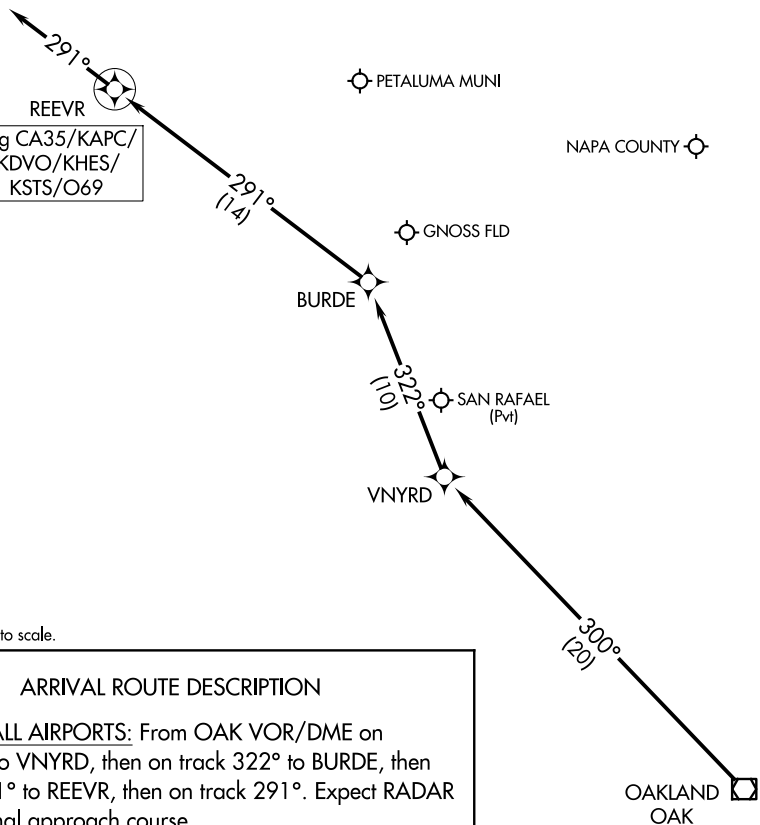 291°
REEVR
PETALUMA MUNI
CA35/KAPC/
KDVO/KHES/
KSTS/O69
NAPA COUNTY
291°
(14)
GNOSS FLD
BURDE
322°
(10)
SAN RAFAEL
(Pvt)
VNYRD
300°
(20)
to scale.
ARRIVAL ROUTE DESCRIPTION
ALL AIRPORTS: From OAK VOR/DME on
VNYRD, then on track 322° to BURDE, then
to REEVR, then on track 291°. Expect RADAR
approach course
OAKLAND
OAK